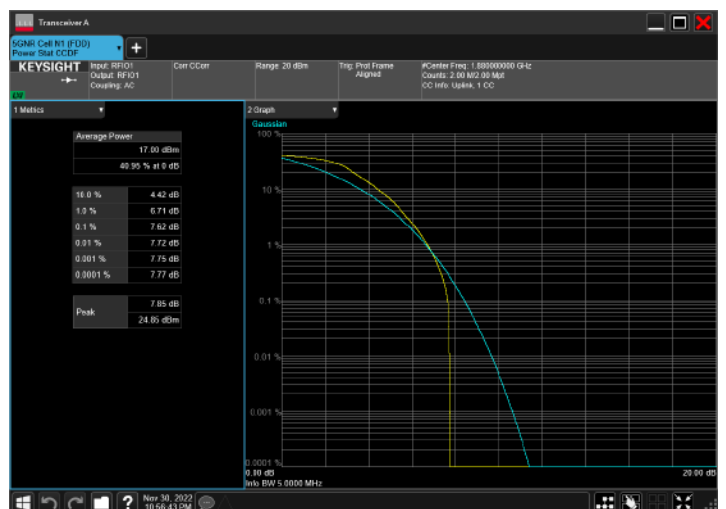 Transceiver A
5GNR Cell N1 (FDD)
Power Stat CCDF
KEYSIGHT
Input: RFIO1
Output: RFIO1
Coupling: AC
Corr CCorr
Range: 20 dBm
Trig: Prot Frame
Aligned
#Center Freq: 1.880000000 GHz
Counts: 2.00 M/2.00 Mpt
CC Info: Uplink, 1 CC
1 Metrics
Average Power
17.00 dBm
40.95 % at 0 dB
10.0 % 4.42 dB
1.0 % 6.71 dB
0.1 % 7.62 dB
0.01 % 7.72 dB
0.001 % 7.75 dB
0.0001 % 7.77 dB
Peak
7.85 dB
24.85 dBm
2 Graph
Gaussian
100 %
10 %
1 %
0.1 %
0.01 %
0.001 %
0.0001 %
0.00 dB
20.00 dB
Info BW 5.0000 MHz
Nov 30, 2022
10:56:43 PM